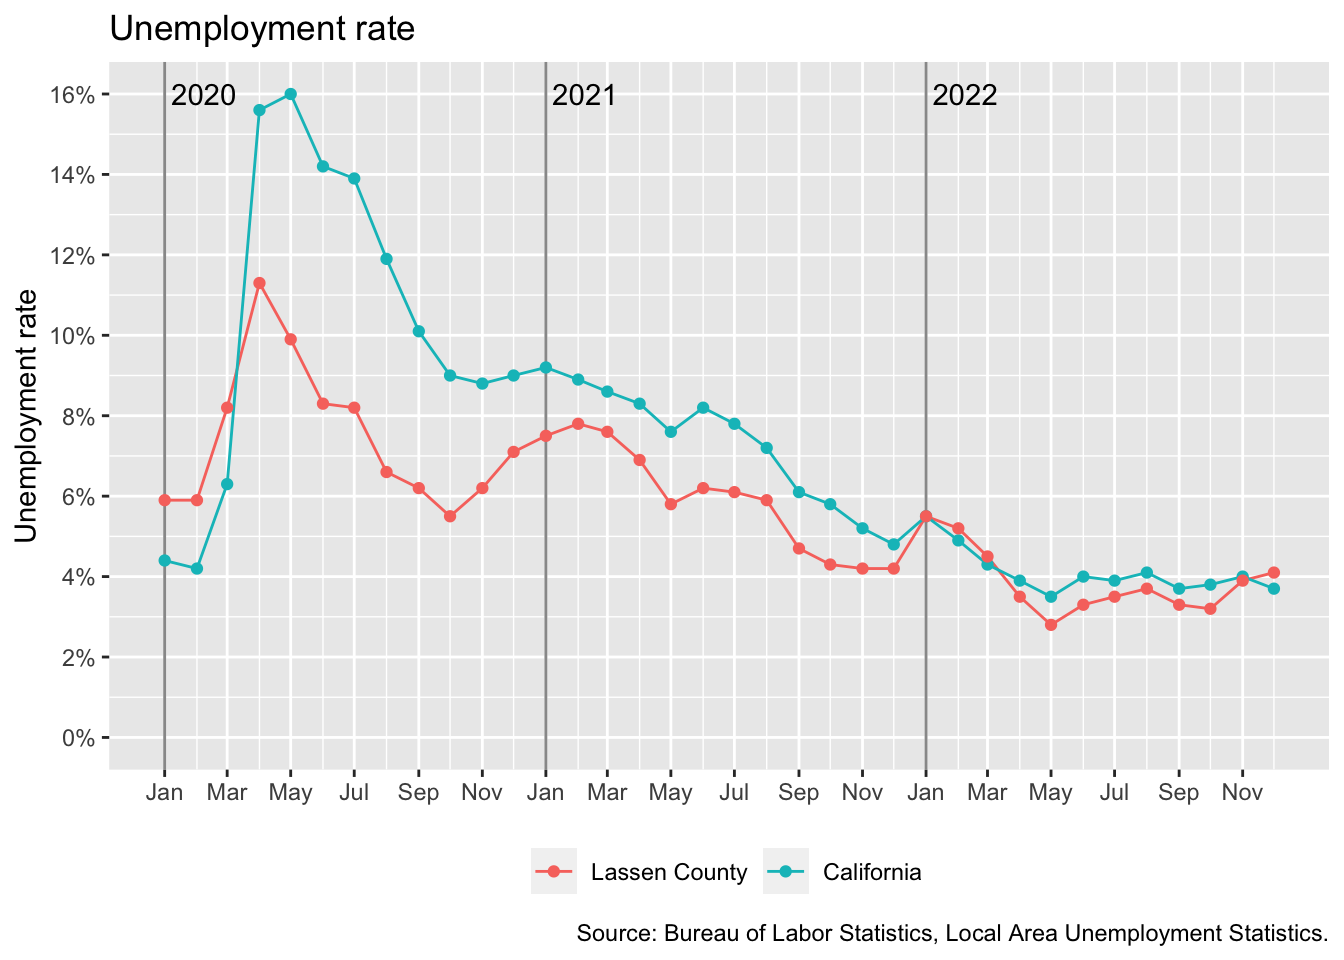 Unemployment rate
2020 2021 2022
16%
14%
12%
10%
8%
6%
4%
2%
0%
Unemployment rate
Jan Mar May Jul Sep Nov Jan Mar May Jul Sep Nov Jan Mar May Jul Sep Nov
Lassen County California
Source: Bureau of Labor Statistics, Local Area Unemployment Statistics.